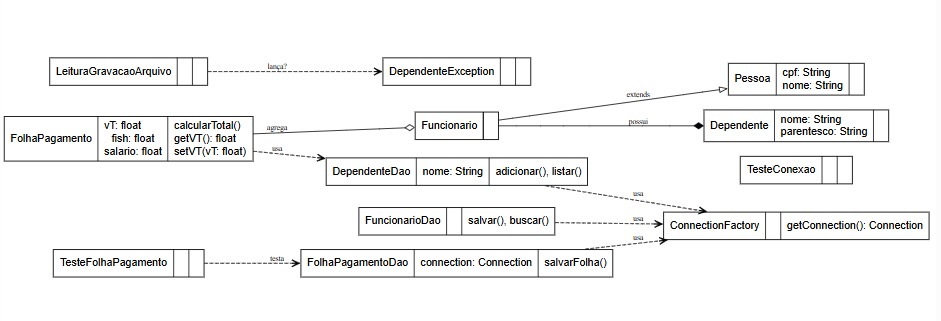 LeituraGravacaoArquivo
lança?
DependenteException
extends
Pessoa
cpf: String
nome: String
FolhaPagamento
vT: float
fish: float
salario: float
calcularTotal()
getVT(): float
setVT(vT: float)
agrega
usa
Funcionario
possui
Dependente
nome: String
parentesco: String
DependenteDao
nome: String
adicionar(), listar()
TesteConexao
usa
FuncionarioDao
salvar(), buscar()
usa
ConnectionFactory
getConnection(): Connection
usa
TesteFolhaPagamento
testa
FolhaPagamentoDao
connection: Connection
salvarFolha()